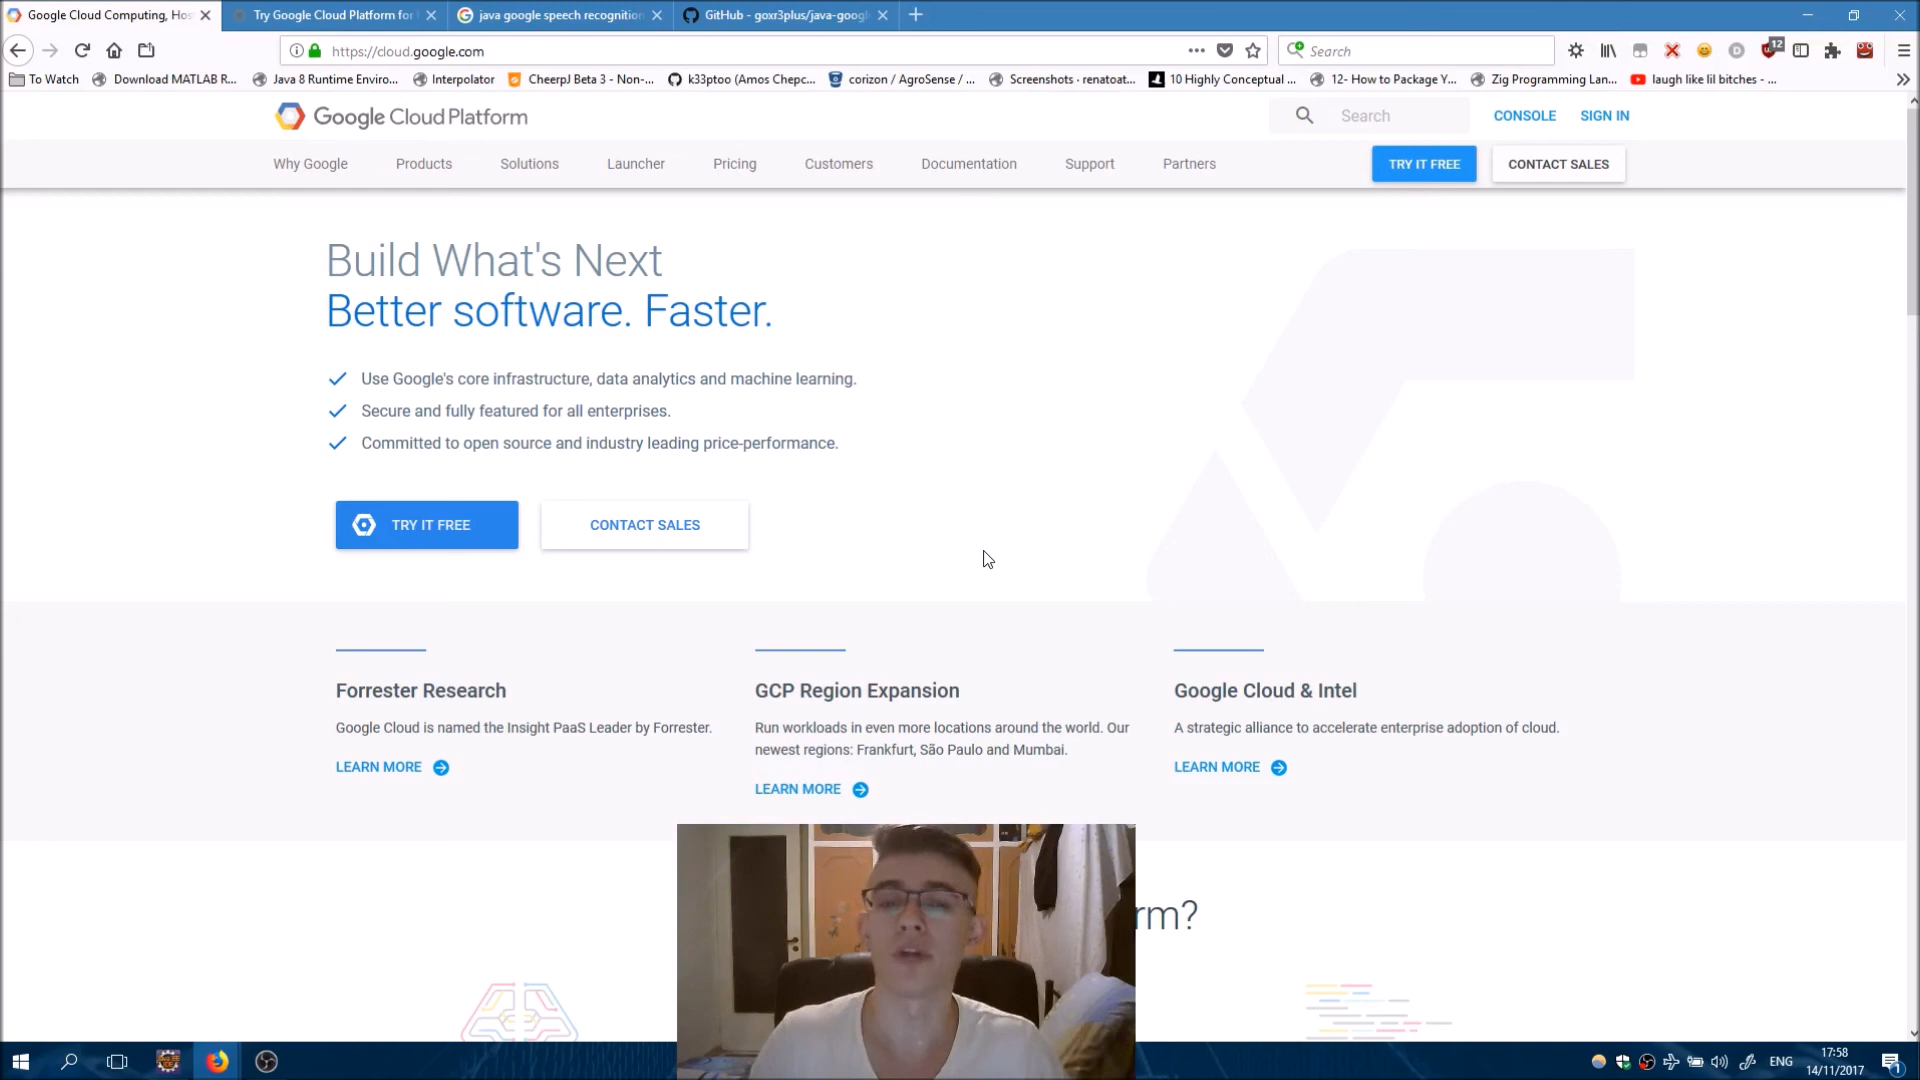 Google Cloud Computing, Hos
Try Google Cloud Platform for
java google speech recognition
GitHub - goxr3plus/java-googl
https://cloud.google.com
Search
12
To Watch
Download MATLAB R...
Java 8 Runtime Enviro...
Interpolator
CheerpJ Beta 3 - Non-...
k33ptoo (Amos Chepc...
corizon / AgroSense / ...
Screenshots · renatoat...
10 Highly Conceptual ...
12- How to Package Y...
Zig Programming Lan...
laugh like lil bitches - ...
Google Cloud Platform
Search
CONSOLE
SIGN IN
Why Google
Products
Solutions
Launcher
Pricing
Customers
Documentation
Support
Partners
TRY IT FREE
CONTACT SALES
Build What's Next
Better software. Faster.
Use Google's core infrastructure, data analytics and machine learning.
Secure and fully featured for all enterprises.
Committed to open source and industry leading price-performance.
TRY IT FREE
CONTACT SALES
Forrester Research
Google Cloud is named the Insight PaaS Leader by Forrester.
LEARN MORE
GCP Region Expansion
Run workloads in even more locations around the world. Our
newest regions: Frankfurt, São Paulo and Mumbai.
LEARN MORE
Google Cloud & Intel
A strategic alliance to accelerate enterprise adoption of cloud.
LEARN MORE
rm?
ENG
17:58
14/11/2017
1